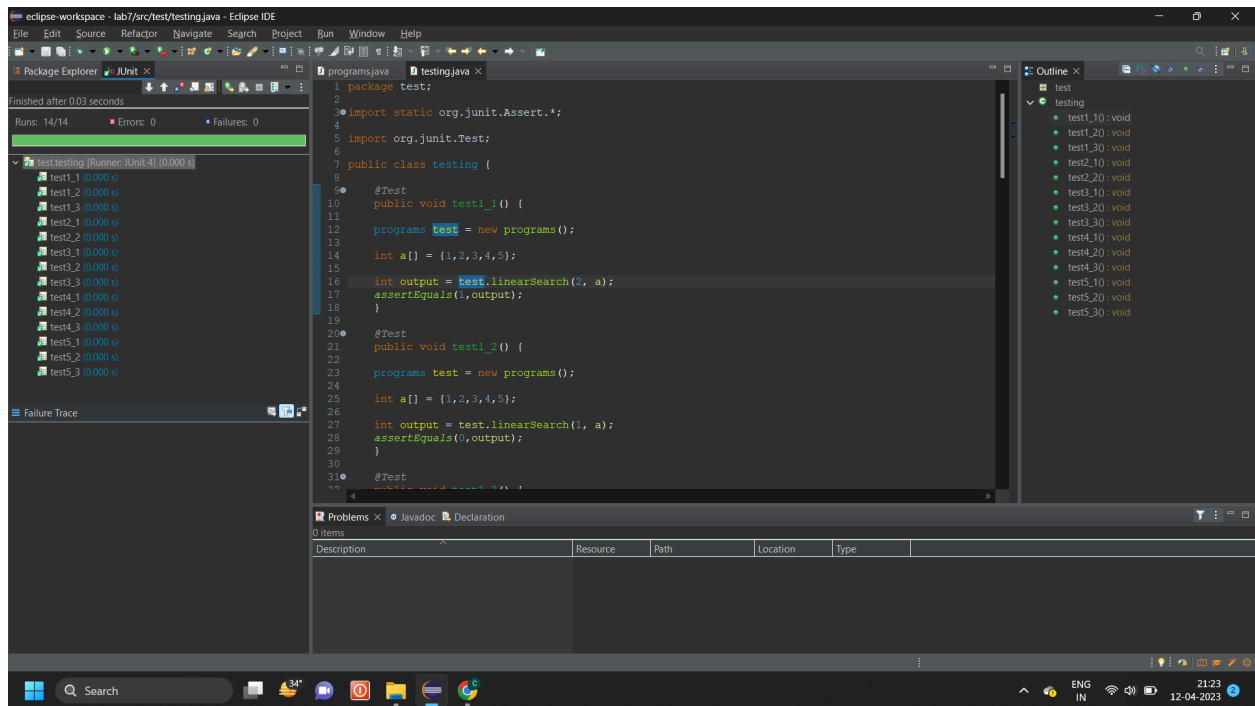 eclipse-workspace - lab7/src/test/testing.java - Eclipse IDE
File Edit Source Refactor Navigate Search Project Run Window Help
Package Explorer JUnit
Finished after 0.03 seconds
Runs: 14/14 Errors: 0 Failures: 0
test.testing [Runner: JUnit 4] (0.000 s)
test1_1 (0.000 s)
test1_2 (0.000 s)
test1_3 (0.000 s)
test2_1 (0.000 s)
test2_2 (0.000 s)
test3_1 (0.000 s)
test3_2 (0.000 s)
test3_3 (0.000 s)
test4_1 (0.000 s)
test4_2 (0.000 s)
test4_3 (0.000 s)
test5_1 (0.000 s)
test5_2 (0.000 s)
test5_3 (0.000 s)
Failure Trace
programs.java testing.java
1 package test;
2
3 import static org.junit.Assert.*;
4
5 import org.junit.Test;
6
7 public class testing {
8
9 @Test
10 public void test1_1() {
11
12 programs test = new programs();
13
14 int a[] = {1,2,3,4,5};
15
16 int output = test.linearSearch(2, a);
17 assertEquals(1,output);
18 }
19
20 @Test
21 public void test1_2() {
22
23 programs test = new programs();
24
25 int a[] = {1,2,3,4,5};
26
27 int output = test.linearSearch(1, a);
28 assertEquals(0,output);
29 }
30
31 @Test
Outline
test
testing
test1_1() : void
test1_2() : void
test1_3() : void
test2_1() : void
test2_2() : void
test3_1() : void
test3_2() : void
test3_3() : void
test4_1() : void
test4_2() : void
test4_3() : void
test5_1() : void
test5_2() : void
test5_3() : void
Problems Javadoc Declaration
0 items
Description Resource Path Location Type
Search
34°
ENG
IN
21:23
12-04-2023
2